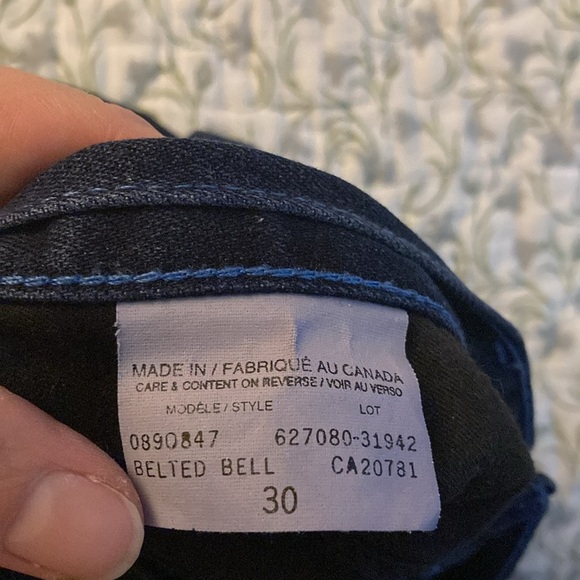 MADE IN / FABRIQUÉ AU CANADA
CARE & CONTENT ON REVERSE / VOIR AU VERSO
MODÈLE / STYLE LOT
0890847 627080-31942
BELTED BELL CA20781
30